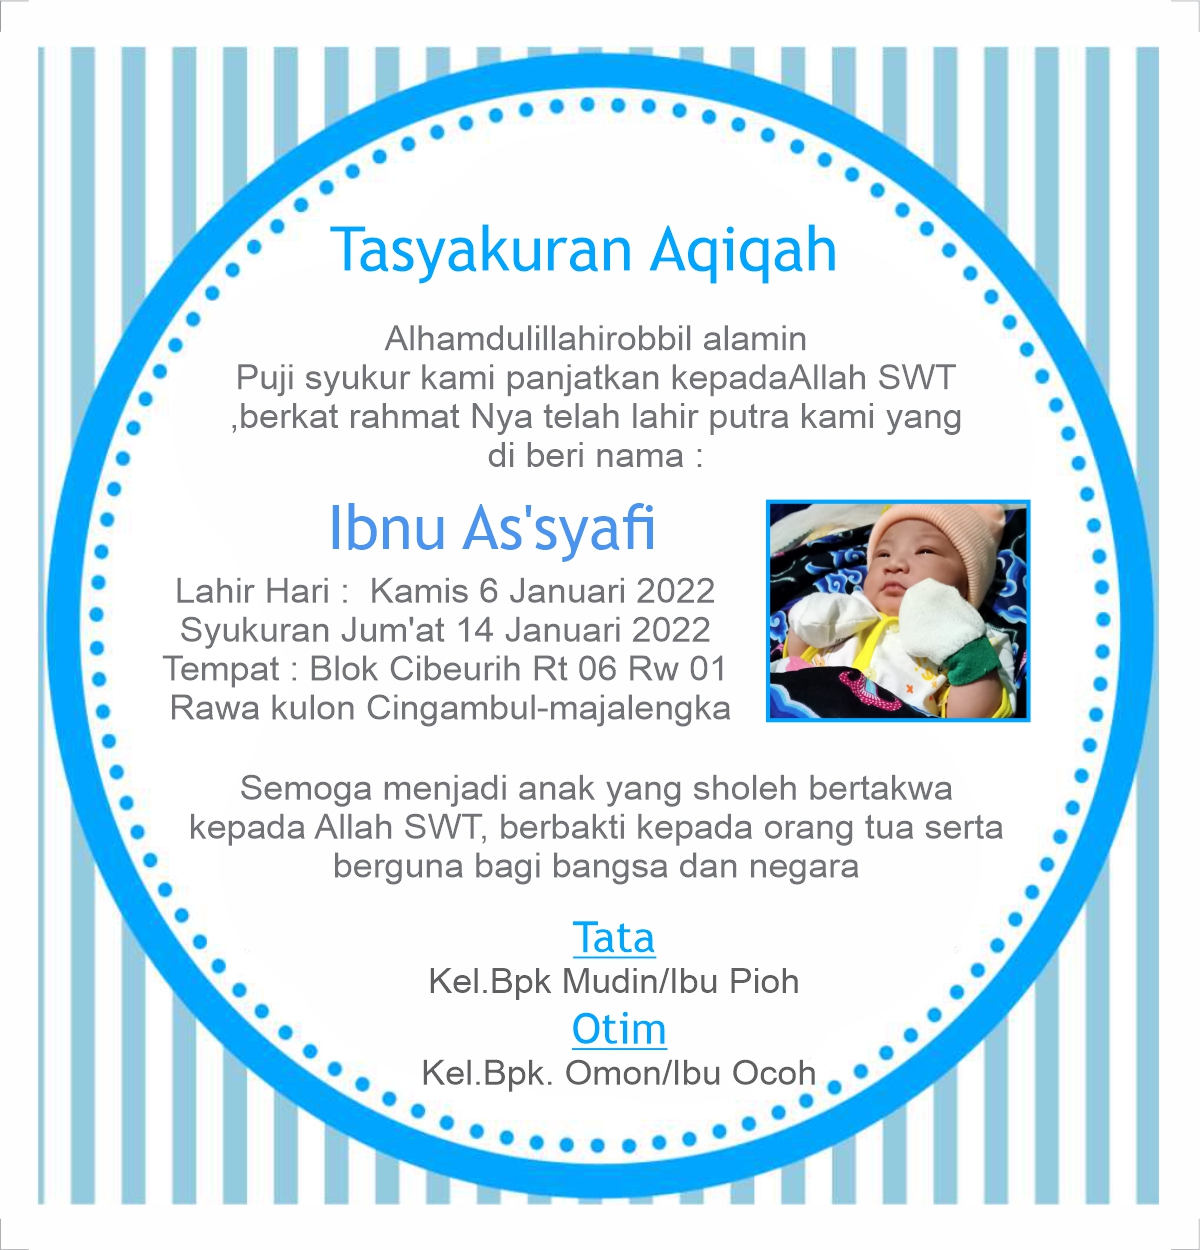 Tasyakuran Aqiqah
Alhamdulillahirobbil alamin
Puji syukur kami panjatkan kepadaAllah SWT
,berkat rahmat Nya telah lahir putra kami yang
di beri nama :
Ibnu As'syafi
Lahir Hari :  Kamis 6 Januari 2022
Syukuran Jum'at 14 Januari 2022
Tempat : Blok Cibeurih Rt 06 Rw 01
Rawa kulon Cingambul-majalengka
Semoga menjadi anak yang sholeh bertakwa
kepada Allah SWT, berbakti kepada orang tua serta
berguna bagi bangsa dan negara
Tata
Kel.Bpk Mudin/Ibu Pioh
Otim
Kel.Bpk. Omon/Ibu Ocoh